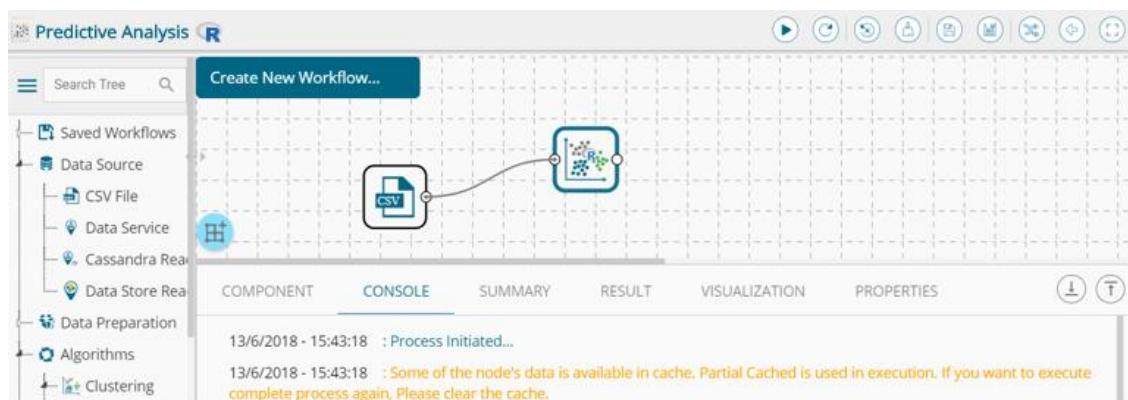 Predictive Analysis R
Search Tree
Create New Workflow...
Saved Workflows
Data Source
CSV File
Data Service
Cassandra Rea
Data Store Rea
Data Preparation
Algorithms
Clustering
CSV
R
COMPONENT CONSOLE SUMMARY RESULT VISUALIZATION PROPERTIES
13/6/2018 - 15:43:18 : Process Initiated...
13/6/2018 - 15:43:18 : Some of the node's data is available in cache. Partial Cached is used in execution. If you want to execute
complete process again, Please clear the cache.